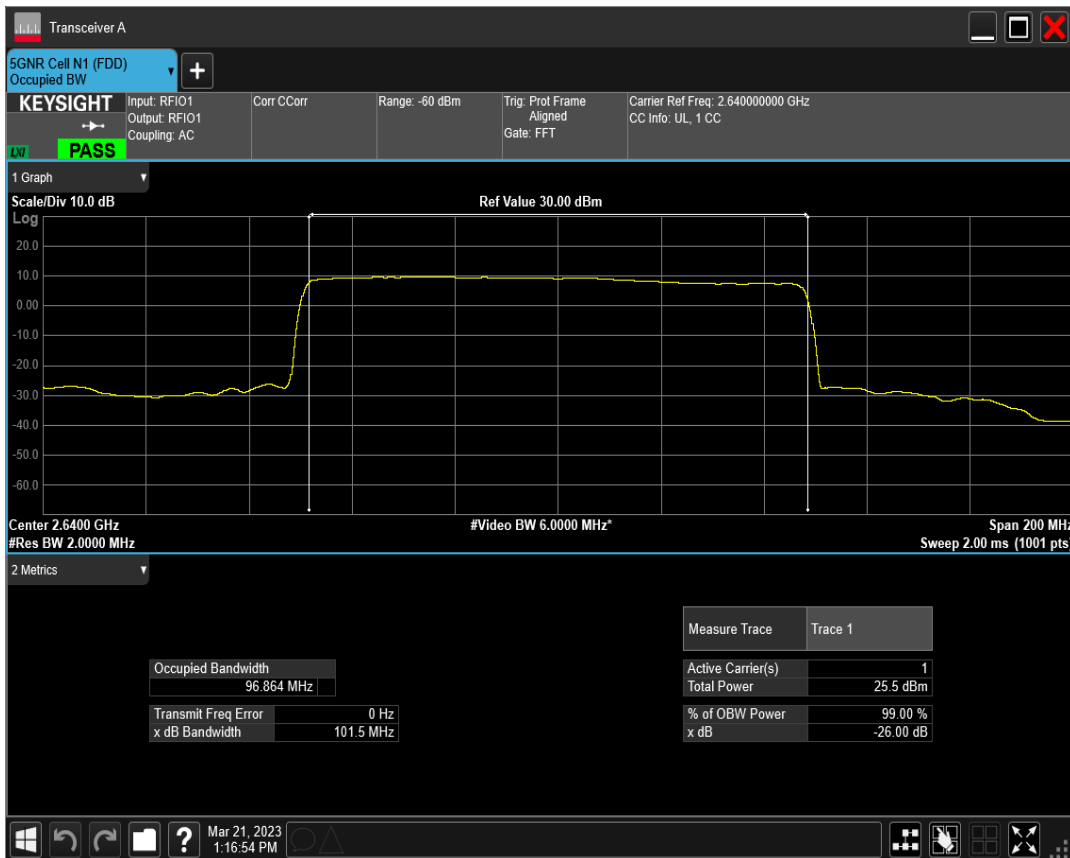 Transceiver A
5GNR Cell N1 (FDD)
Occupied BW
+
KEYSIGHT
LXI
PASS
Input: RFIO1
Output: RFIO1
Coupling: AC
Corr CCorr
Range: -60 dBm
Trig: Prot Frame
Aligned
Gate: FFT
Carrier Ref Freq: 2.640000000 GHz
CC Info: UL, 1 CC
1 Graph
Scale/Div 10.0 dB
Ref Value 30.00 dBm
Log
20.0
10.0
0.00
-10.0
-20.0
-30.0
-40.0
-50.0
-60.0
Center 2.6400 GHz
#Video BW 6.0000 MHz*
Span 200 MHz
#Res BW 2.0000 MHz
Sweep 2.00 ms (1001 pts)
2 Metrics
Measure Trace Trace 1
Occupied Bandwidth
96.864 MHz
Active Carrier(s) 1
Total Power 25.5 dBm
Transmit Freq Error 0 Hz
x dB Bandwidth 101.5 MHz
% of OBW Power 99.00 %
x dB -26.00 dB
?
Mar 21, 2023
1:16:54 PM